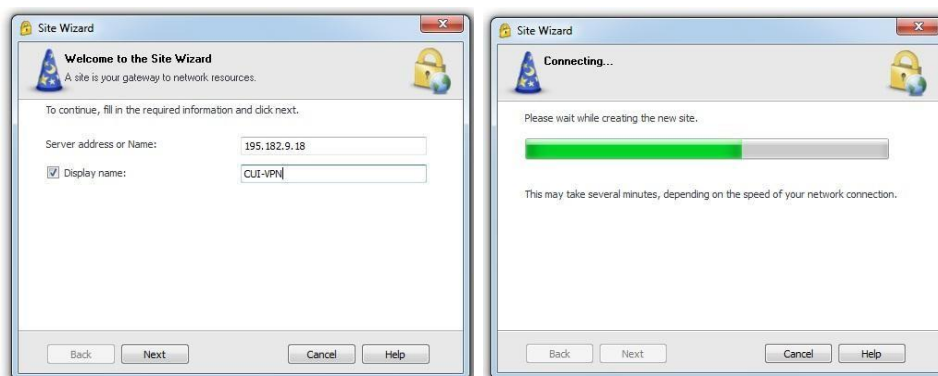 Site Wizard
Welcome to the Site Wizard
A site is your gateway to network resources.
To continue, fill in the required information and click next.
Server address or Name:
195.182.9.18
Display name:
CUI-VPN
Back
Next
Cancel
Help
Site Wizard
Connecting...
Please wait while creating the new site.
This may take several minutes, depending on the speed of your network connection.
Back
Next
Cancel
Help